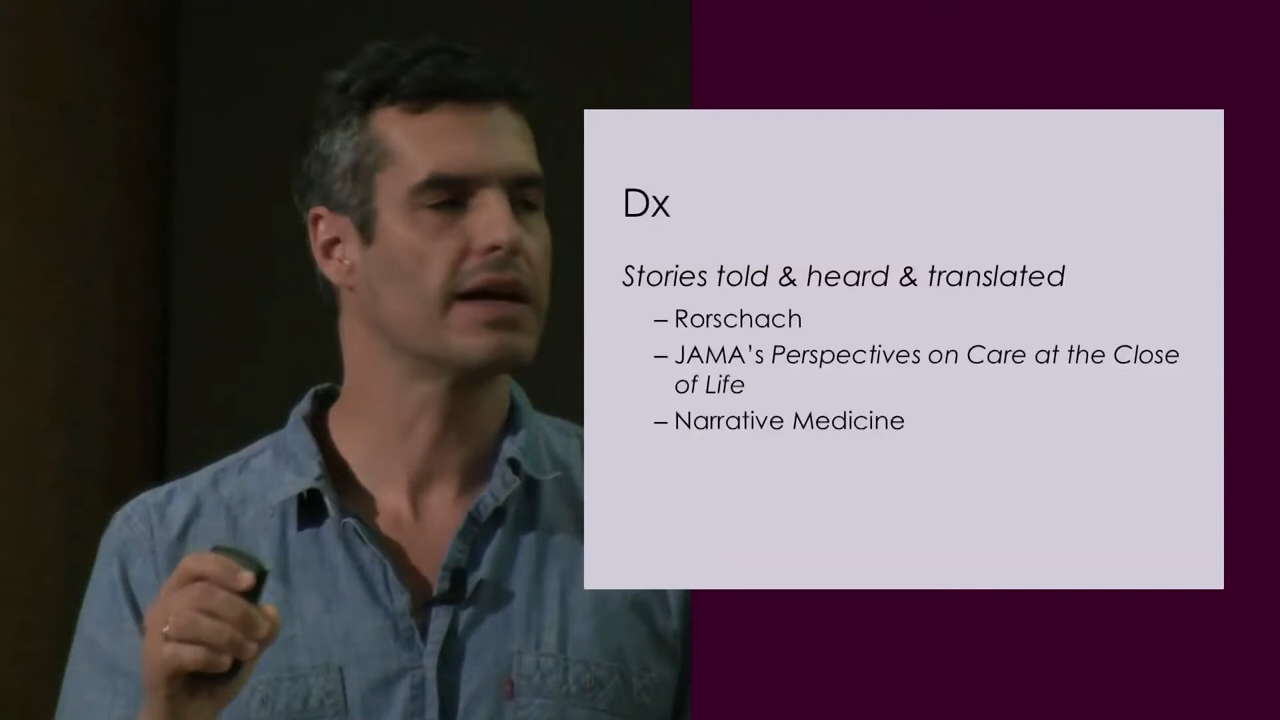 Dx
Stories told & heard & translated
– Rorschach
– JAMA’s Perspectives on Care at the Close
of Life
– Narrative Medicine